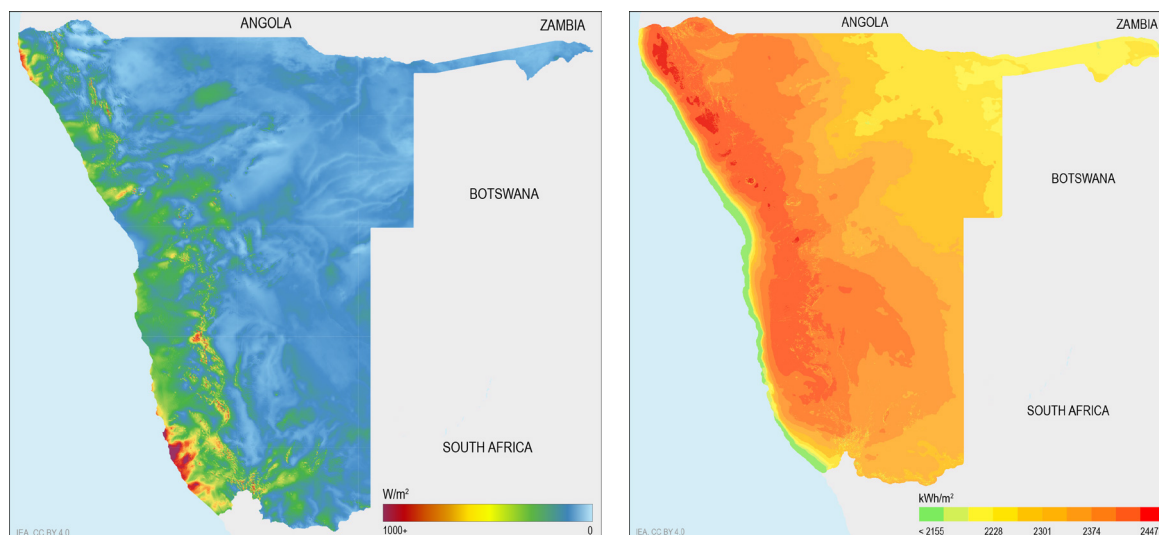 ANGOLA
ZAMBIA
BOTSWANA
SOUTH AFRICA
W/m²
1000+ 0
IEA. CC BY 4.0
ANGOLA
ZAMBIA
BOTSWANA
SOUTH AFRICA
kWh/m²
< 2155 2228 2301 2374 2447
IEA. CC BY 4.0